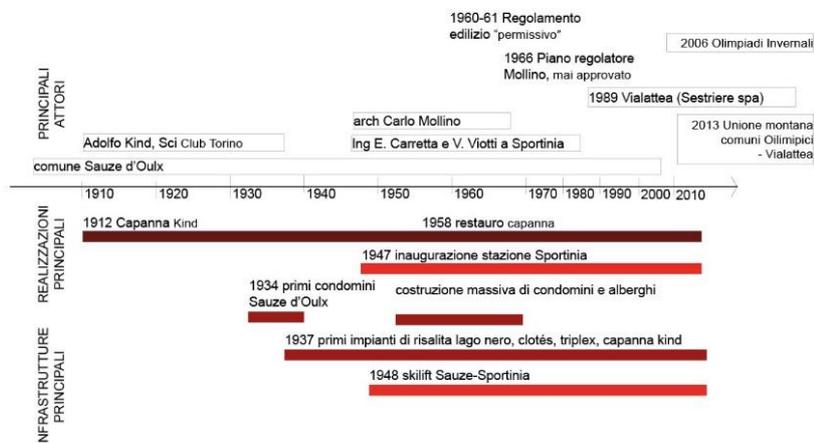 1960-61 Regolamento
edilizio "permissivo"
2006 Olimpiadi Invernali
1966 Piano regolatore
Mollino, mai approvato
1989 Vialattea (Sestriere spa)
PRINCIPALI
ATTORI
arch Carlo Mollino
2013 Unione montana
comuni Oilimipici
- Vialattea
Adolfo Kind, Sci Club Torino
Ing E. Carretta e V. Viotti a Sportinia
comune Sauze d'Oulx
1910 1920 1930 1940 1950 1960 1970 1980 1990 2000 2010
REALIZZAZIONI
PRINCIPALI
1912 Capanna Kind
1958 restauro capanna
1947 inaugurazione stazione Sportinia
1934 primi condomini
Sauze d'Oulx
costruzione massiva di condomini e alberghi
NFRASTRUTTURE
PRINCIPALI
1937 primi impianti di risalita lago nero, clotés, triplex, capanna kind
1948 skilift Sauze-Sportinia